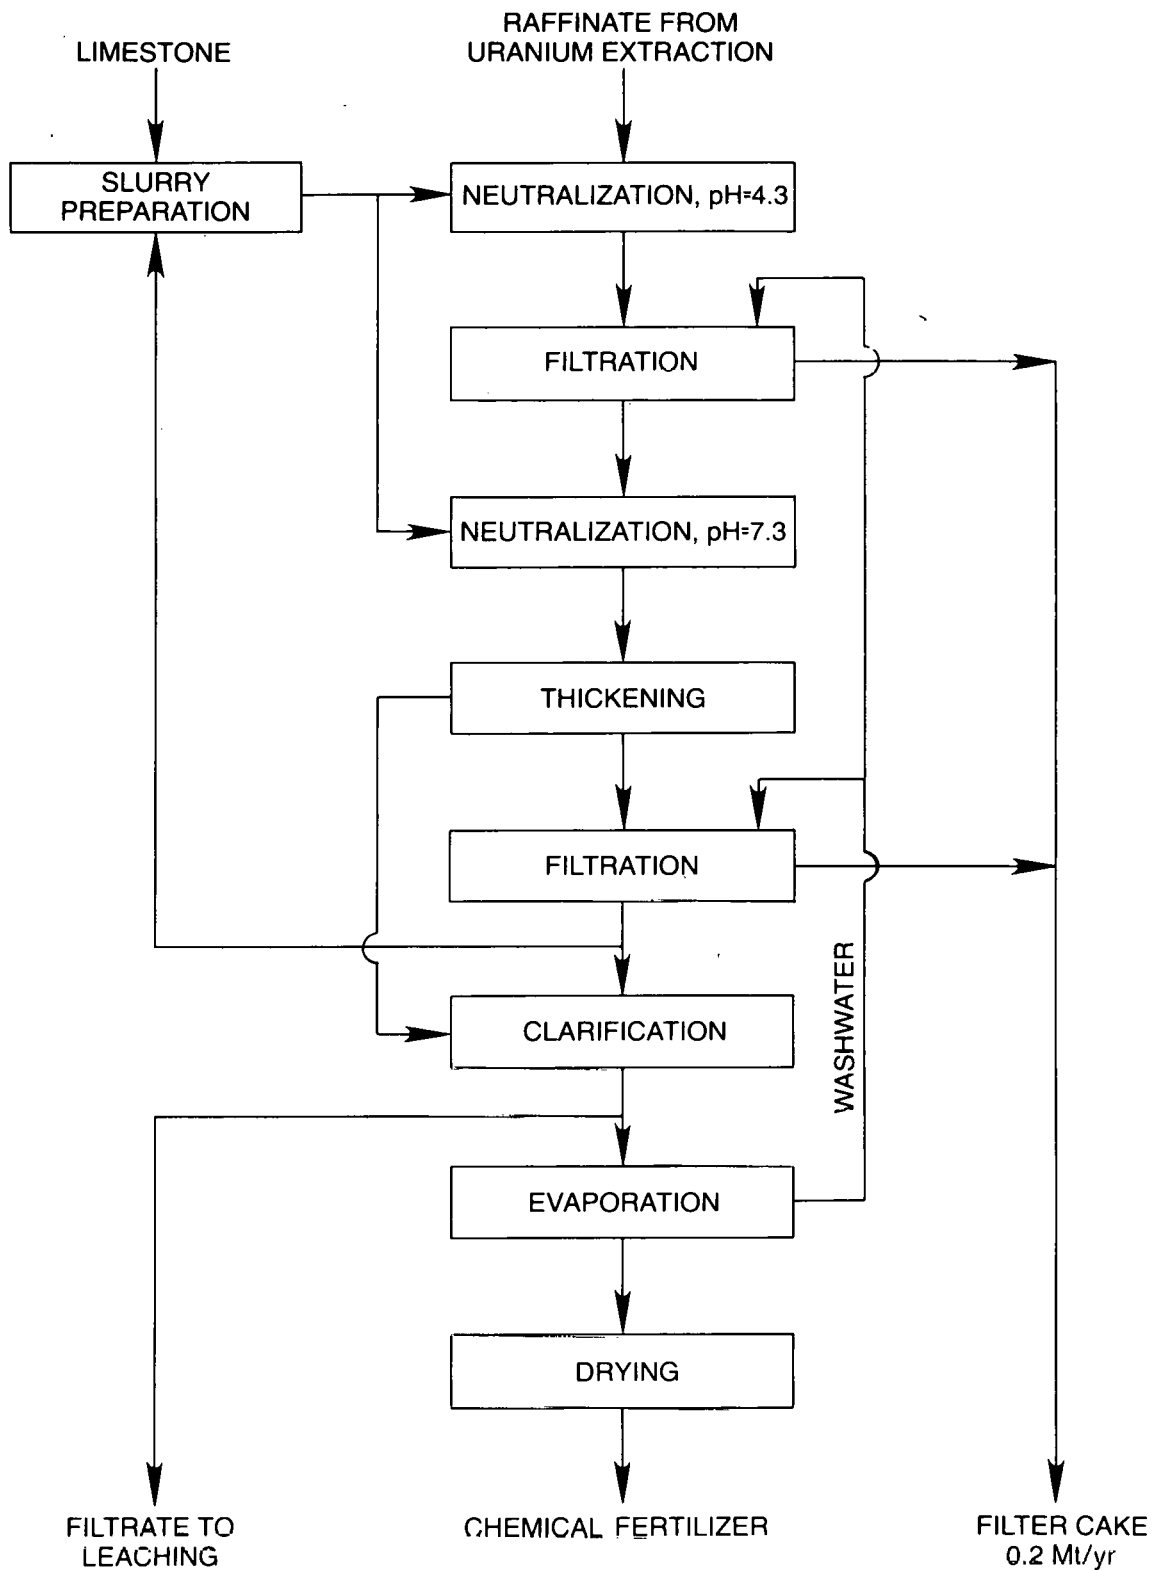 LIMESTONE
RAFFINATE FROM
URANIUM EXTRACTION
SLURRY
PREPARATION
NEUTRALIZATION, pH=4.3
FILTRATION
NEUTRALIZATION, pH=7.3
THICKENING
FILTRATION
CLARIFICATION
WASHWATER
EVAPORATION
DRYING
FILTRATE TO
LEACHING
CHEMICAL FERTILIZER
FILTER CAKE
0.2 Mt/yr